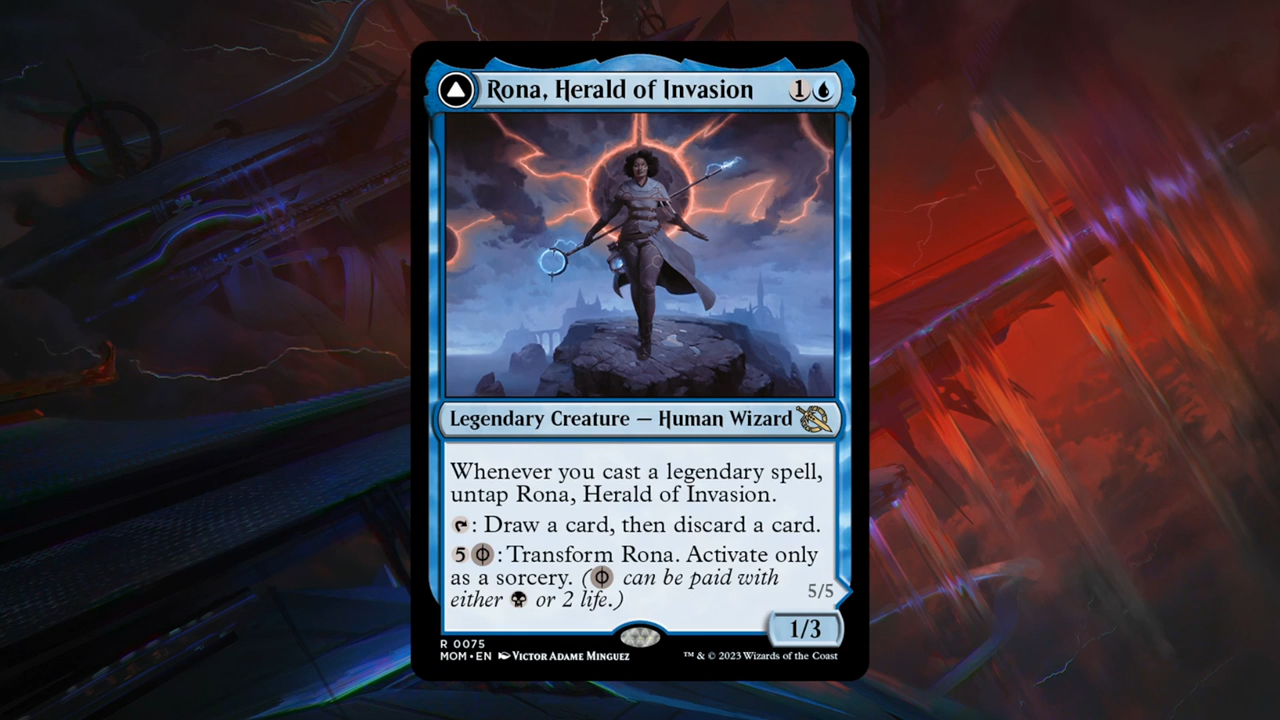 Rona, Herald of Invasion 1
Legendary Creature — Human Wizard
Whenever you cast a legendary spell,
untap Rona, Herald of Invasion.
: Draw a card, then discard a card.
5 : Transform Rona. Activate only
as a sorcery. ( can be paid with
either or 2 life.)
5/5
1/3
R 0075
MOM • EN Victor Adame Minguez
™ & © 2023 Wizards of the Coast